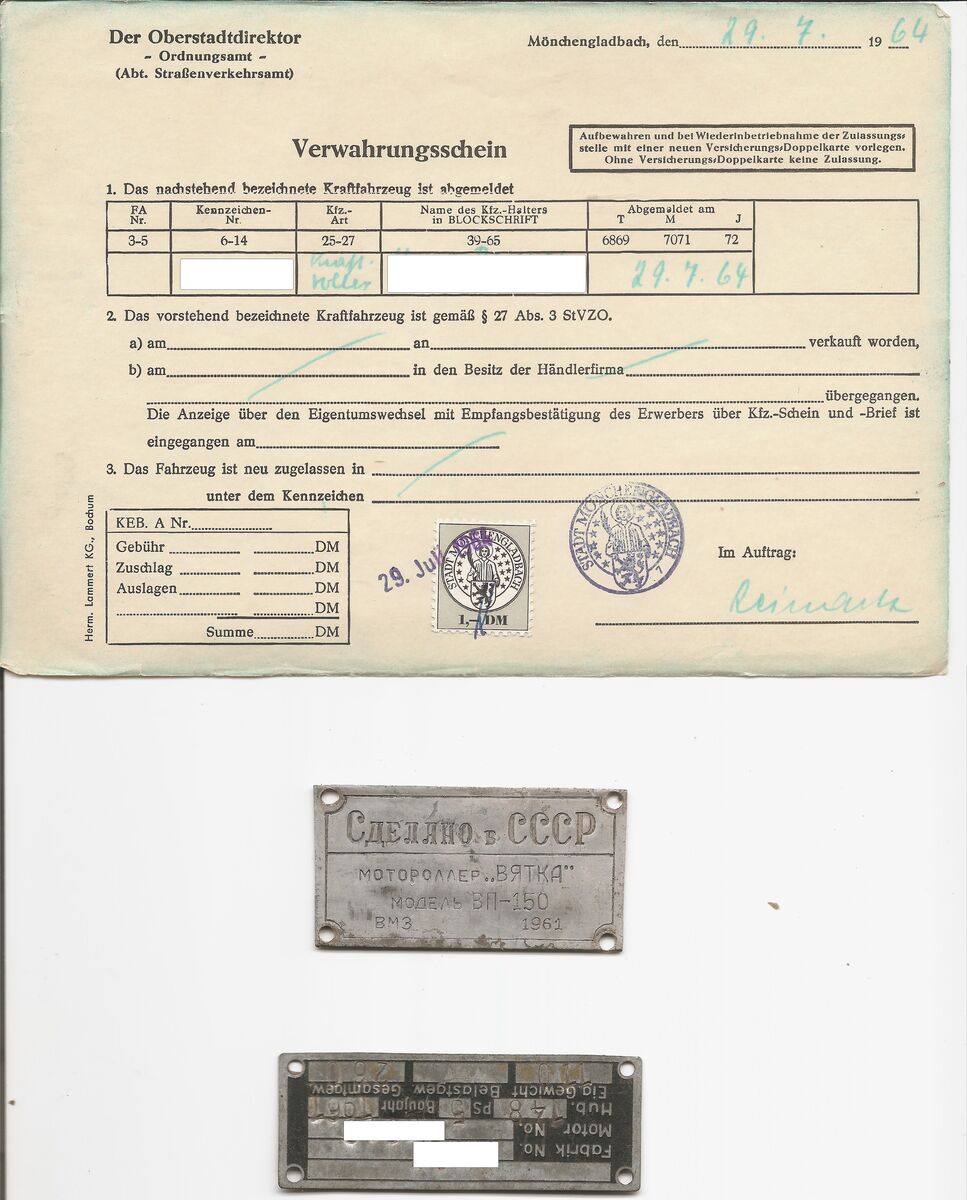 Der Oberstadtdirektor
- Ordnungsamt -
(Abt. Straßenverkehrsamt)
Mönchengladbach, den 29. 7. 1964
Verwahrungsschein
Aufbewahren und bei Wiederinbetriebnahme der Zulassungs-
stelle mit einer neuen Versicherungs-Doppelkarte vorlegen.
Ohne Versicherungs-Doppelkarte keine Zulassung.
1. Das nachstehend bezeichnete Kraftfahrzeug ist abgemeldet
FA Nr. Kennzeichen-Nr. Kfz.-Art Name des Kfz.-Halters in BLOCKSCHRIFT Abgemeldet am T M J
3-5 6-14 25-27 39-65 6869 7071 72
Kraft-
roller 29. 7. 64
2. Das vorstehend bezeichnete Kraftfahrzeug ist gemäß § 27 Abs. 3 StVZO.
a) am an verkauft worden,
b) am in den Besitz der Händlerfirma
übergegangen.
Die Anzeige über den Eigentumswechsel mit Empfangsbestätigung des Erwerbers über Kfz.-Schein und -Brief ist
eingegangen am
3. Das Fahrzeug ist neu zugelassen in
unter dem Kennzeichen
KEB. A Nr.
Gebühr DM
Zuschlag DM
Auslagen DM
DM
Summe DM
Herm. Lammert KG., Bochum
29. Juli
STADT MÖNCHENGLADBACH
1,– DM
STADT MÖNCHENGLADBACH
7
Im Auftrag:
СДЕЛАНО в СССР
МОТОРОЛЛЕР „ВЯТКА"
МОДЕЛЬ ВП-150
ВМЗ 1961
Fabrik No.
Motor No.
Hub. 148 PS 5 Baujahr 1961
Eig. Gewicht Belastgew. Gesamtgew.